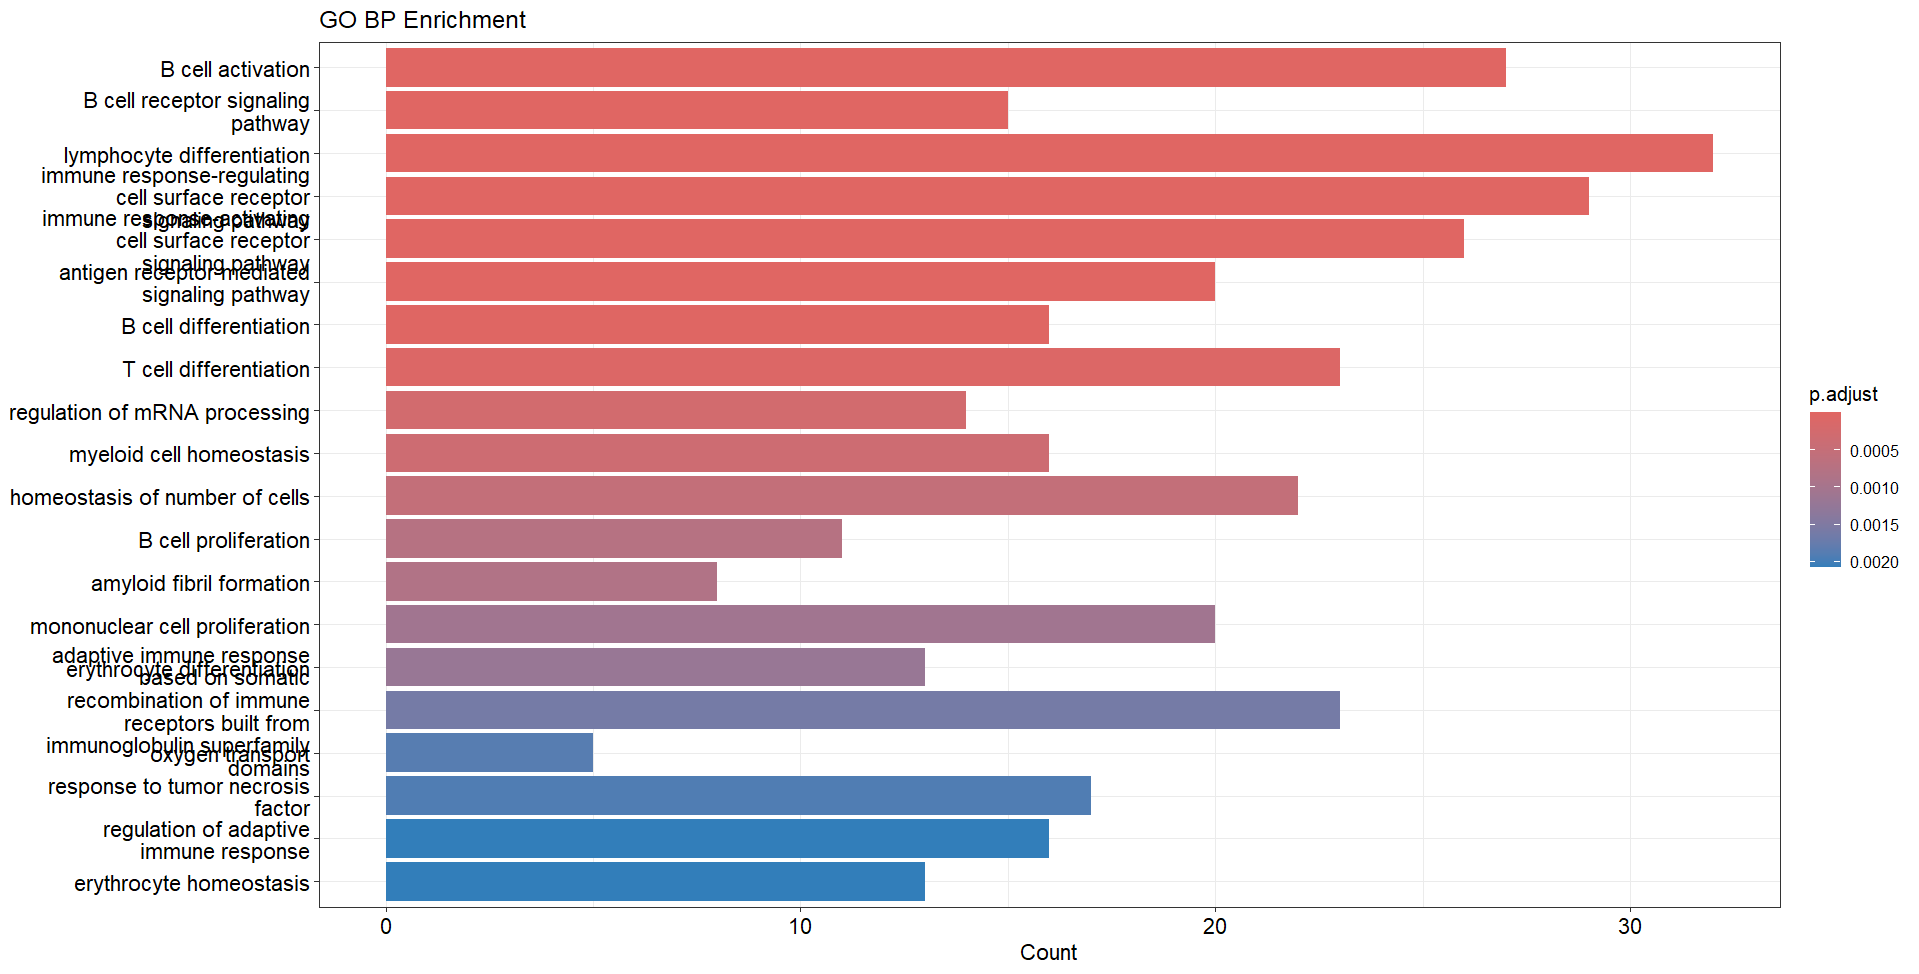 GO BP Enrichment
B cell activation
B cell receptor signaling
pathway
lymphocyte differentiation
immune response-regulating
cell surface receptor
signaling pathway
immune response-activating
cell surface receptor
signaling pathway
antigen receptor-mediated
signaling pathway
B cell differentiation
T cell differentiation
regulation of mRNA processing
myeloid cell homeostasis
homeostasis of number of cells
B cell proliferation
amyloid fibril formation
mononuclear cell proliferation
erythrocyte differentiation
adaptive immune response
based on somatic
recombination of immune
receptors built from
immunoglobulin superfamily
domains
oxygen transport
response to tumor necrosis
factor
regulation of adaptive
immune response
erythrocyte homeostasis
0
10
20
30
Count
p.adjust
0.0005
0.0010
0.0015
0.0020